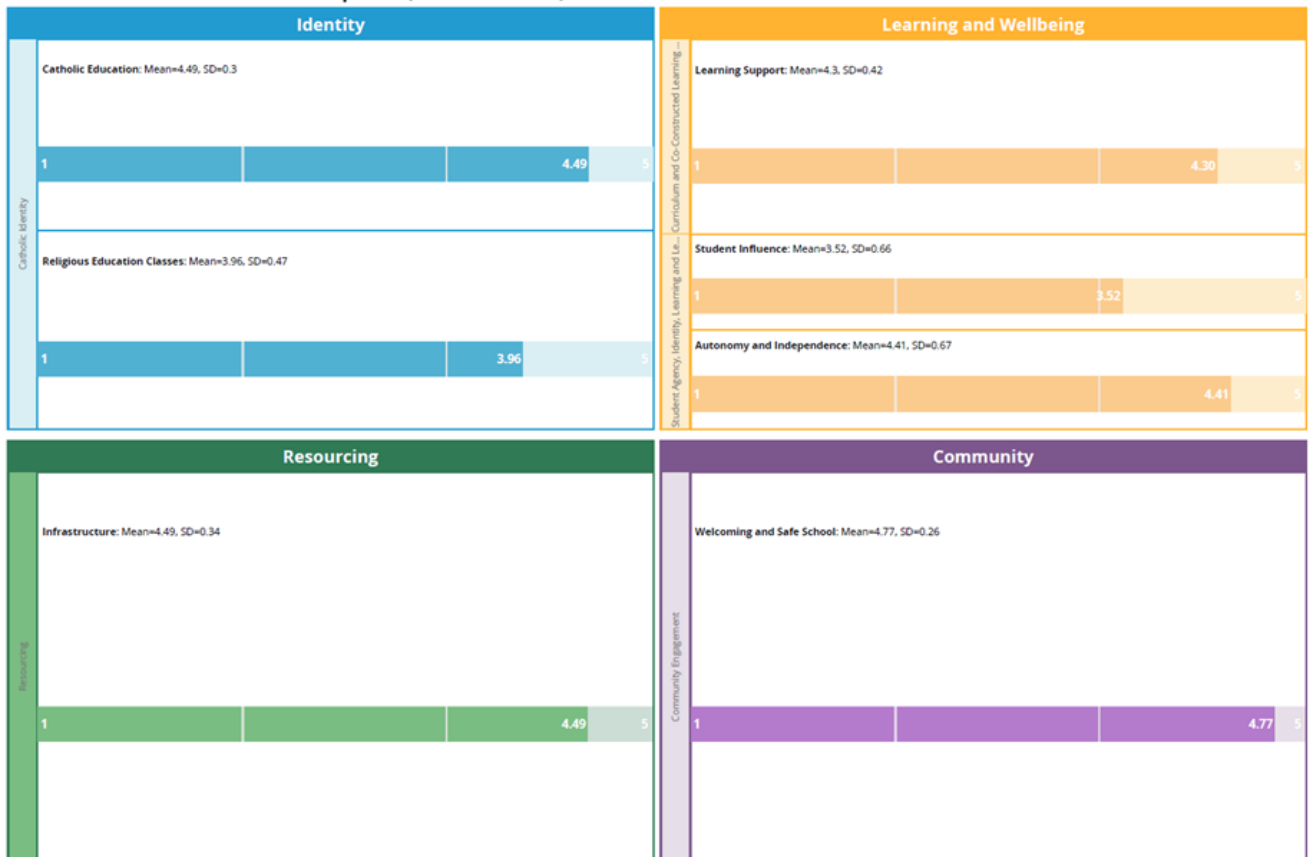 Identity
Catholic Identity
Catholic Education: Mean=4.49, SD=0.3
1 4.49 5
Religious Education Classes: Mean=3.96, SD=0.47
1 3.96 5
Learning and Wellbeing
Curriculum and Co-Constructed Learning ...
Learning Support: Mean=4.3, SD=0.42
1 4.30 5
Student Agency, Identity, Learning and Le...
Student Influence: Mean=3.52, SD=0.66
1 3.52 5
Autonomy and Independence: Mean=4.41, SD=0.67
1 4.41 5
Resourcing
Resourcing
Infrastructure: Mean=4.49, SD=0.34
1 4.49 5
Community
Community Engagement
Welcoming and Safe School: Mean=4.77, SD=0.26
1 4.77 5